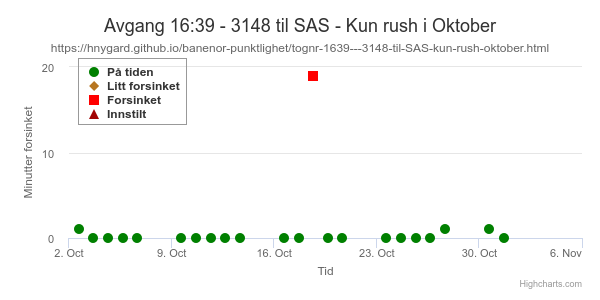 Avgang 16:39 - 3148 til SAS - Kun rush i Oktober
https://hnygard.github.io/banenor-punktlighet/tognr-1639---3148-til-SAS-kun-rush-oktober.html
På tiden
Litt forsinket
Forsinket
Innstilt
Minutter forsinket
20
10
0
2. Oct 9. Oct 16. Oct 23. Oct 30. Oct 6. Nov
Tid
Highcharts.com